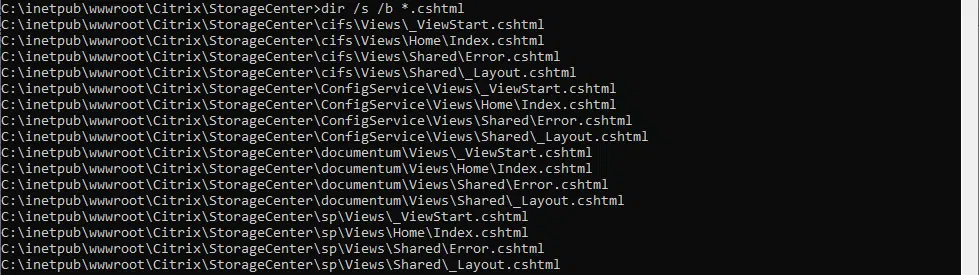 C:\inetpub\wwwroot\Citrix\StorageCenter>dir /s /b *.cshtml
C:\inetpub\wwwroot\Citrix\StorageCenter\cifs\Views\_ViewStart.cshtml
C:\inetpub\wwwroot\Citrix\StorageCenter\cifs\Views\Home\Index.cshtml
C:\inetpub\wwwroot\Citrix\StorageCenter\cifs\Views\Shared\Error.cshtml
C:\inetpub\wwwroot\Citrix\StorageCenter\cifs\Views\Shared\_Layout.cshtml
C:\inetpub\wwwroot\Citrix\StorageCenter\ConfigService\Views\_ViewStart.cshtml
C:\inetpub\wwwroot\Citrix\StorageCenter\ConfigService\Views\Home\Index.cshtml
C:\inetpub\wwwroot\Citrix\StorageCenter\ConfigService\Views\Shared\Error.cshtml
C:\inetpub\wwwroot\Citrix\StorageCenter\ConfigService\Views\Shared\_Layout.cshtml
C:\inetpub\wwwroot\Citrix\StorageCenter\documentum\Views\_ViewStart.cshtml
C:\inetpub\wwwroot\Citrix\StorageCenter\documentum\Views\Home\Index.cshtml
C:\inetpub\wwwroot\Citrix\StorageCenter\documentum\Views\Shared\Error.cshtml
C:\inetpub\wwwroot\Citrix\StorageCenter\documentum\Views\Shared\_Layout.cshtml
C:\inetpub\wwwroot\Citrix\StorageCenter\sp\Views\_ViewStart.cshtml
C:\inetpub\wwwroot\Citrix\StorageCenter\sp\Views\Home\Index.cshtml
C:\inetpub\wwwroot\Citrix\StorageCenter\sp\Views\Shared\Error.cshtml
C:\inetpub\wwwroot\Citrix\StorageCenter\sp\Views\Shared\_Layout.cshtml